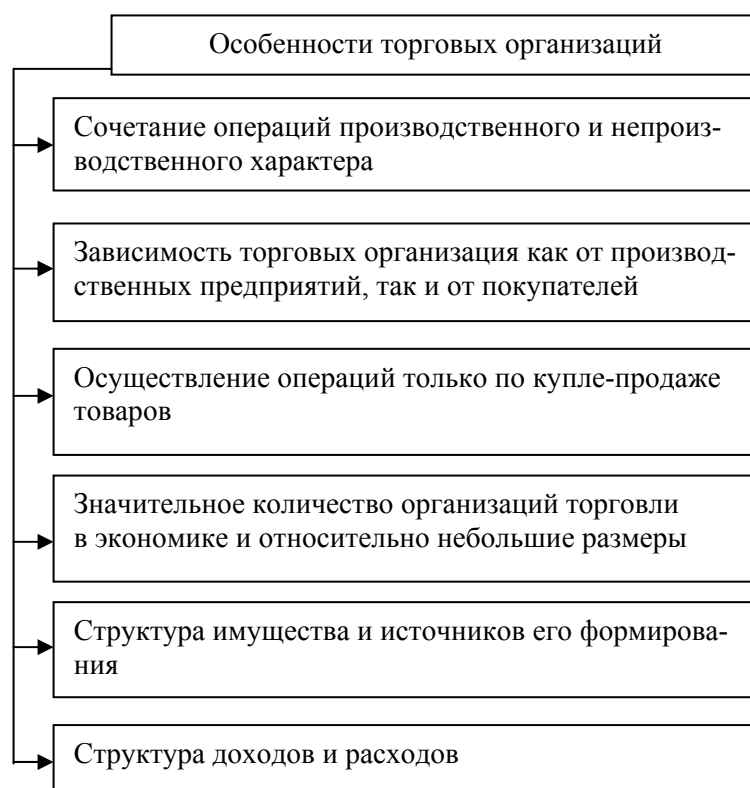 Особенности торговых организаций
Сочетание операций производственного и непроиз-
водственного характера
Зависимость торговых организация как от производ-
ственных предприятий, так и от покупателей
Осуществление операций только по купле-продаже
товаров
Значительное количество организаций торговли
в экономике и относительно небольшие размеры
Структура имущества и источников его формирова-
ния
Структура доходов и расходов